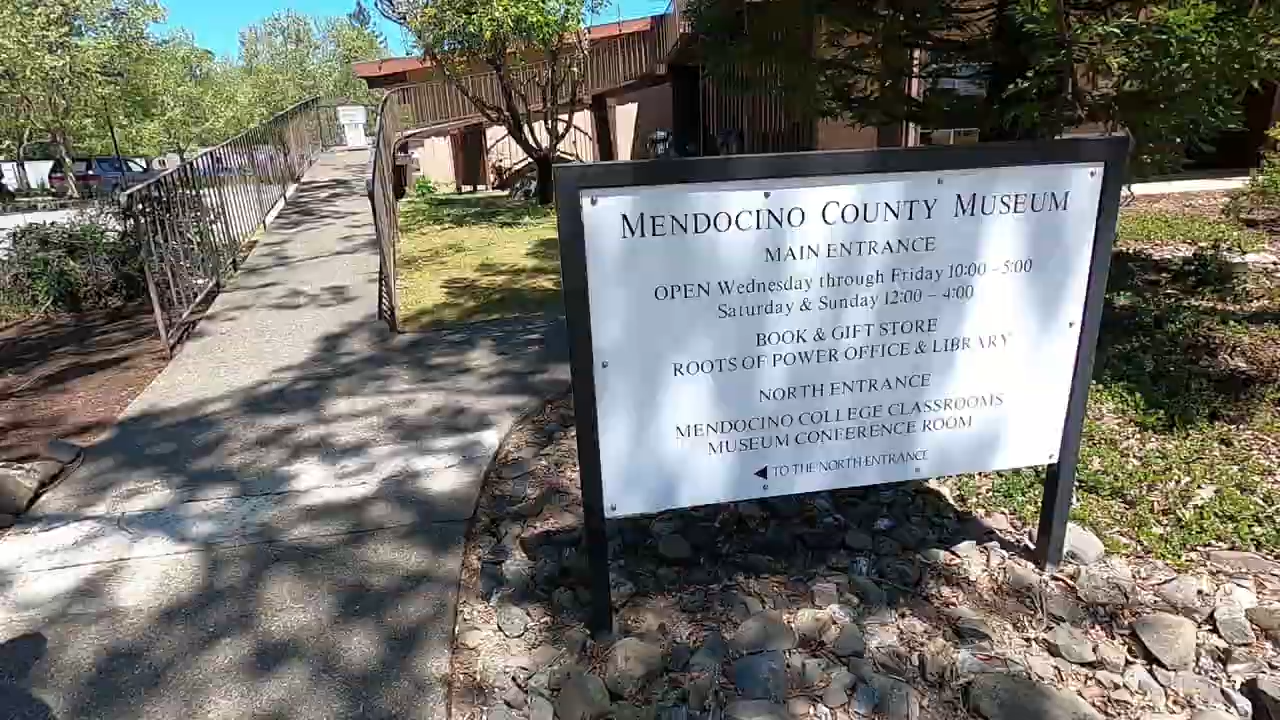 MENDOCINO COUNTY MUSEUM
MAIN ENTRANCE
OPEN Wednesday through Friday 10:00 – 5:00
Saturday & Sunday 12:00 – 4:00
BOOK & GIFT STORE
ROOTS OF POWER OFFICE & LIBRARY
NORTH ENTRANCE
MENDOCINO COLLEGE CLASSROOMS
MUSEUM CONFERENCE ROOM
◀ TO THE NORTH ENTRANCE